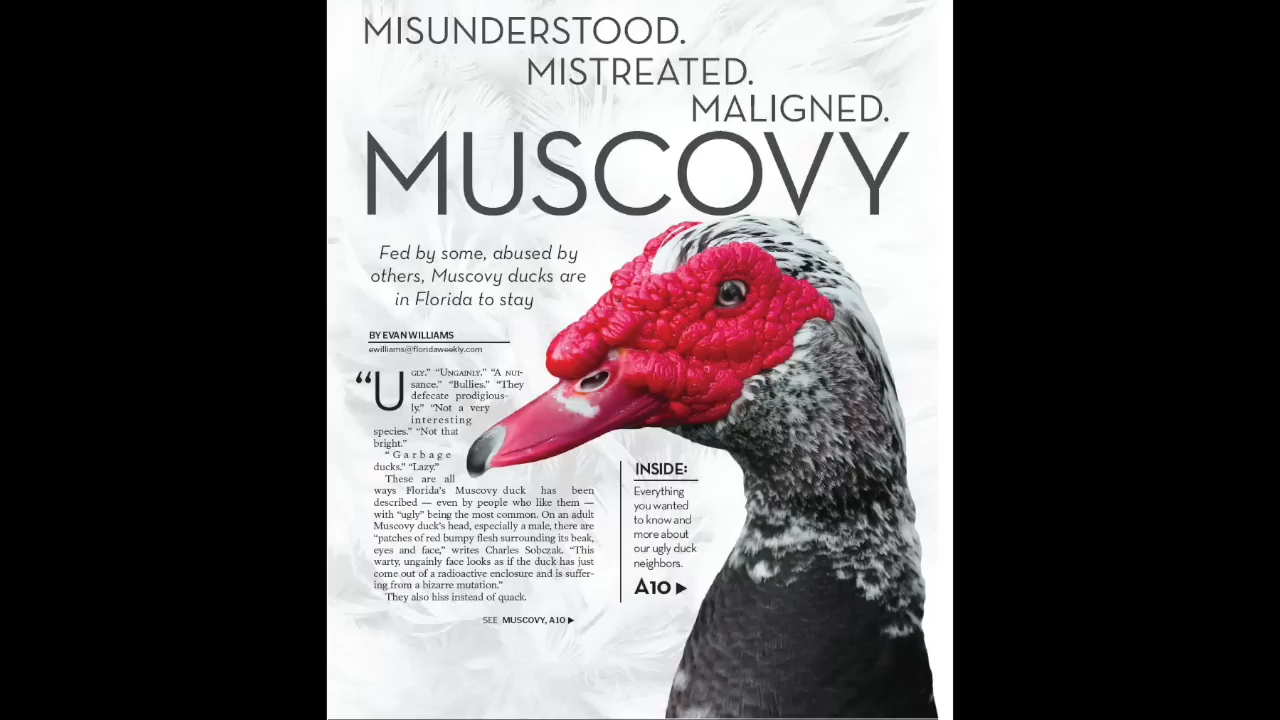 MISUNDERSTOOD.
MISTREATED.
MALIGNED.
MUSCOVY
Fed by some, abused by
others, Muscovy ducks are
in Florida to stay
BY EVAN WILLIAMS
ewilliams@floridaweekly.com
“UGLY.” “UNGAINLY.” “A NUI-
sance.” “Bullies.” “They
defecate prodigious-
ly.” “Not a very
interesting
species.” “Not that
bright.”
“Garbage
ducks.” “Lazy.”
These are all
ways Florida’s Muscovy duck has been
described — even by people who like them —
with “ugly” being the most common. On an adult
Muscovy duck’s head, especially a male, there are
“patches of red bumpy flesh surrounding its beak,
eyes and face,” writes Charles Sobczak. “This
warty, ungainly face looks as if the duck has just
come out of a radioactive enclosure and is suffer-
ing from a bizarre mutation.”
They also hiss instead of quack.
SEE MUSCOVY, A10 ▶
INSIDE:
Everything
you wanted
to know and
more about
our ugly duck
neighbors.
A10 ▶